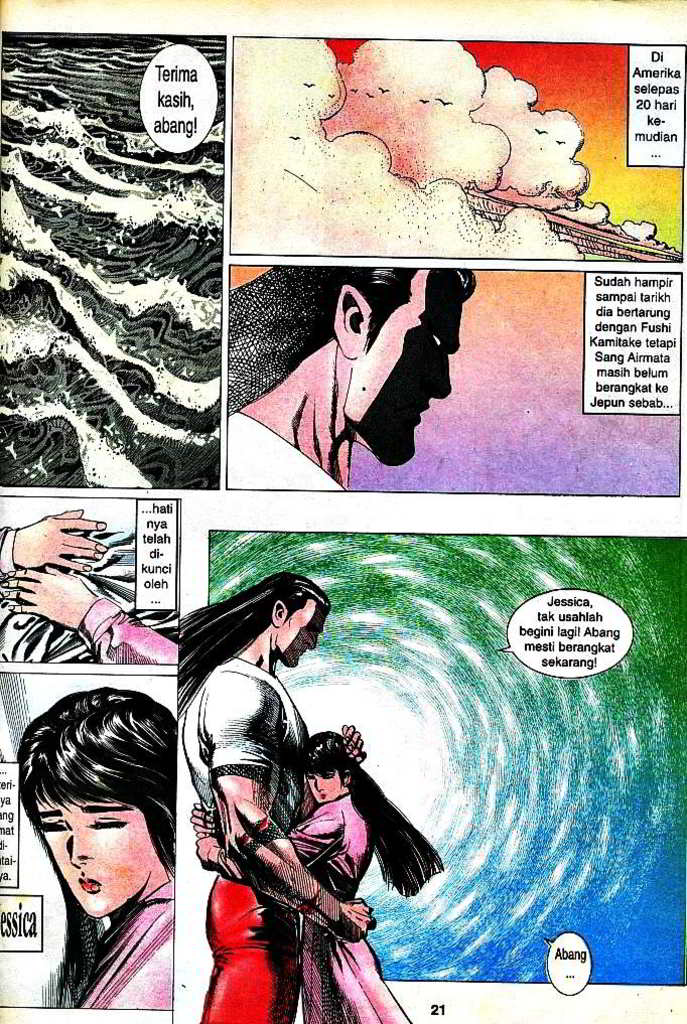 Terima
kasih,
abang!
Di
Amerika
selepas
20 hari
ke-
mudian
...
Sudah hampir
sampai tarikh
dia bertarung
dengan Fushi
Kamitake tetapi
Sang Airmata
masih belum
berangkat ke
Jepun sebab...
...hati
nya
telah
di-
kunci
oleh
...
Jessica,
tak usahlah
begini lagi! Abang
mesti berangkat
sekarang!
Abang
...
21